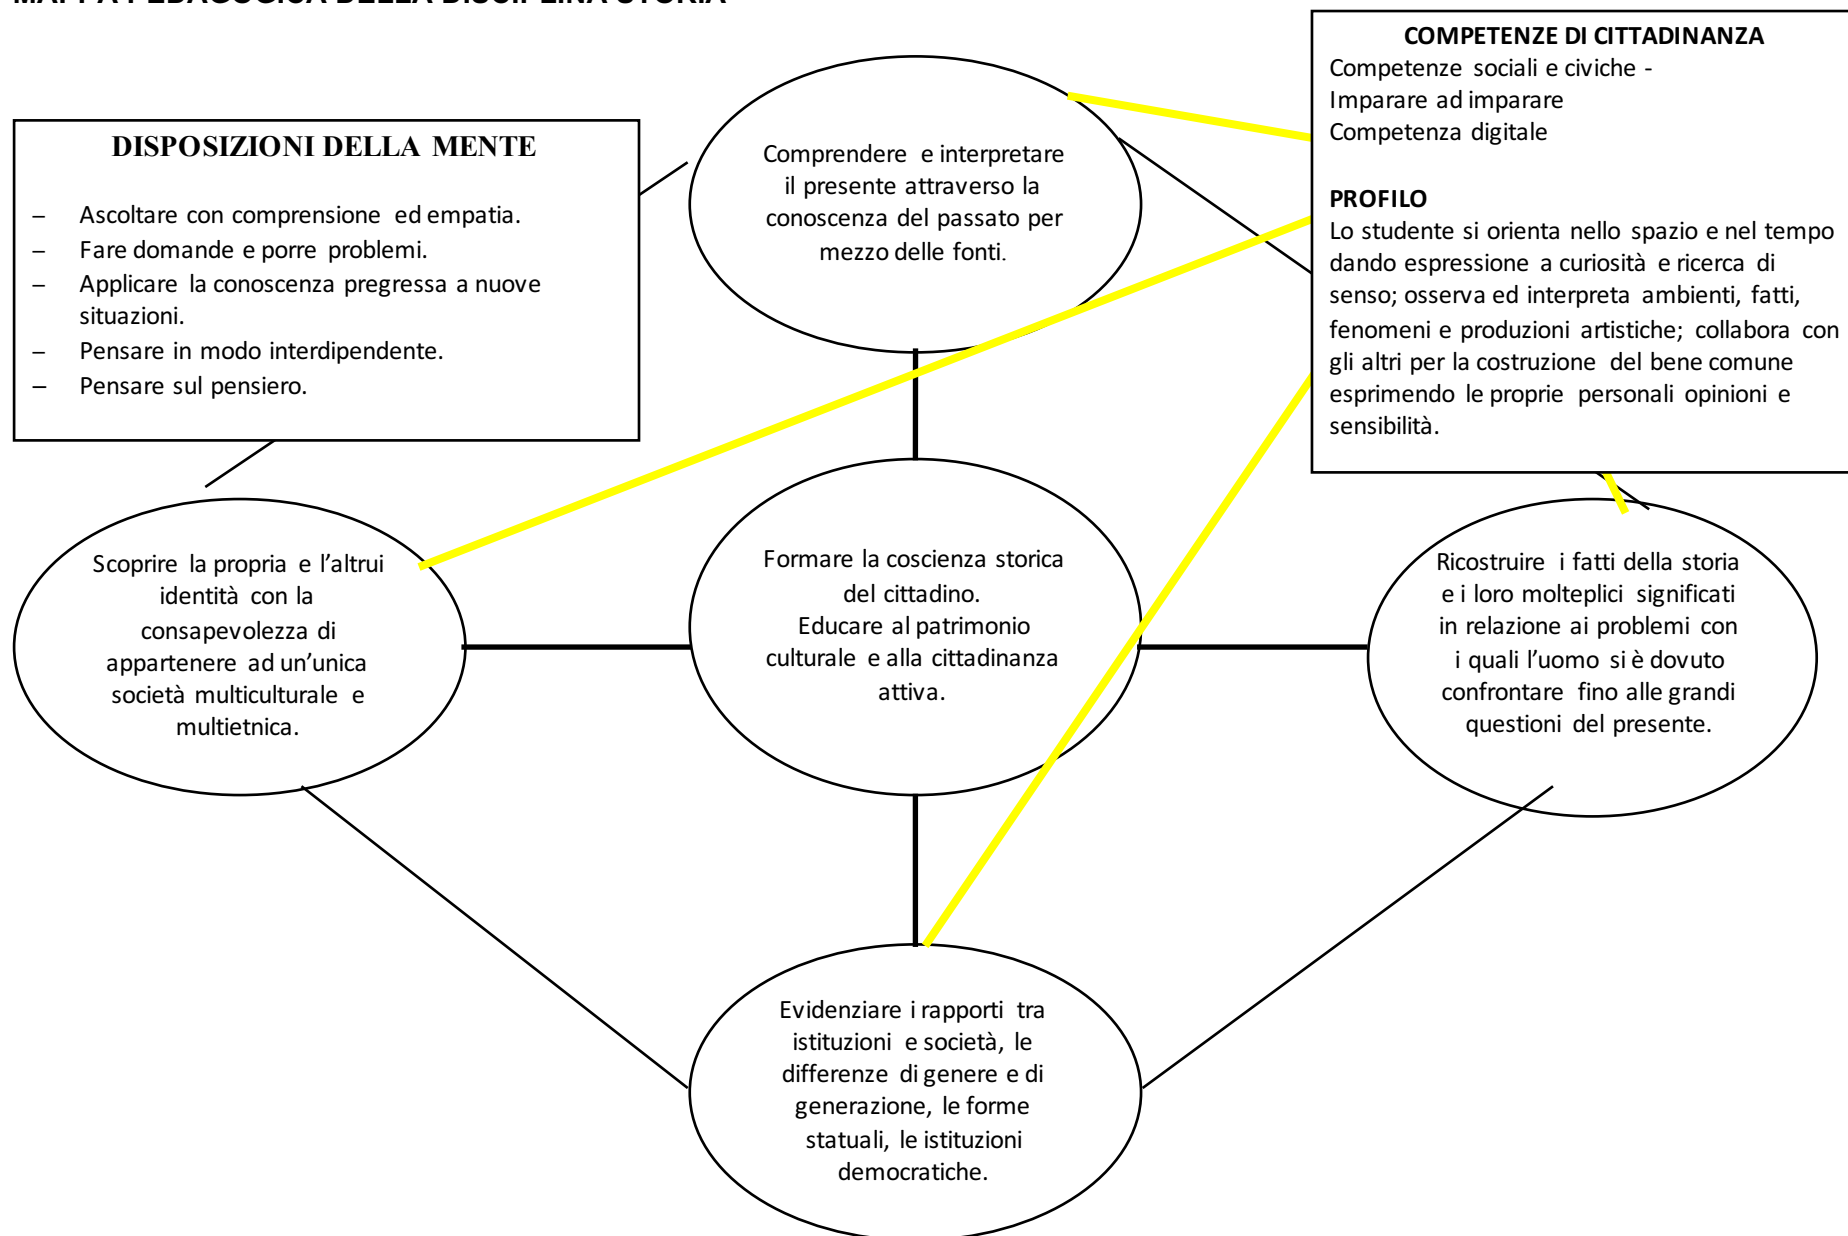 MAPPA PEDAGOGICA DELLA DISCIPLINA STORIA
COMPETENZE DI CITTADINANZA
Competenze sociali e civiche -
Imparare ad imparare
Competenza digitale
PROFILO
Lo studente si orienta nello spazio e nel tempo
dando espressione a curiosità e ricerca di
senso; osserva ed interpreta ambienti, fatti,
fenomeni e produzioni artistiche; collabora con
gli altri per la costruzione del bene comune
esprimendo le proprie personali opinioni e
sensibilità.
DISPOSIZIONI DELLA MENTE
– Ascoltare con comprensione ed empatia.
– Fare domande e porre problemi.
– Applicare la conoscenza pregressa a nuove
situazioni.
– Pensare in modo interdipendente.
– Pensare sul pensiero.
Comprendere e interpretare
il presente attraverso la
conoscenza del passato per
mezzo delle fonti.
Scoprire la propria e l’altrui
identità con la
consapevolezza di
appartenere ad un’unica
società multiculturale e
multietnica.
Formare la coscienza storica
del cittadino.
Educare al patrimonio
culturale e alla cittadinanza
attiva.
Ricostruire i fatti della storia
e i loro molteplici significati
in relazione ai problemi con
i quali l’uomo si è dovuto
confrontare fino alle grandi
questioni del presente.
Evidenziare i rapporti tra
istituzioni e società, le
differenze di genere e di
generazione, le forme
statuali, le istituzioni
democratiche.